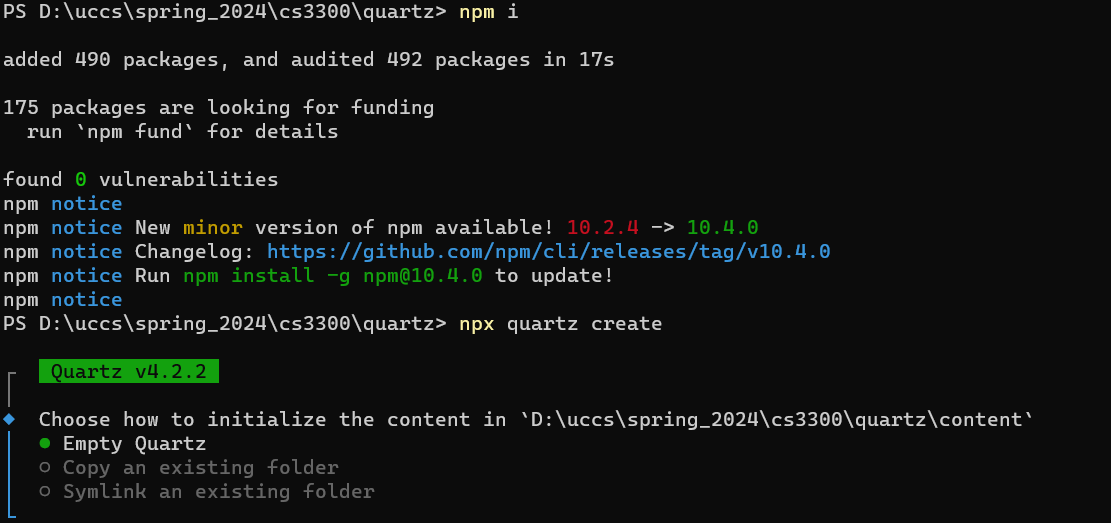 PS D:\uccs\spring_2024\cs3300\quartz> npm i
added 490 packages, and audited 492 packages in 17s
175 packages are looking for funding
  run `npm fund` for details
found 0 vulnerabilities
npm notice
npm notice New minor version of npm available! 10.2.4 -> 10.4.0
npm notice Changelog: https://github.com/npm/cli/releases/tag/v10.4.0
npm notice Run npm install -g npm@10.4.0 to update!
npm notice
PS D:\uccs\spring_2024\cs3300\quartz> npx quartz create
Quartz v4.2.2
Choose how to initialize the content in `D:\uccs\spring_2024\cs3300\quartz\content`
Empty Quartz
Copy an existing folder
Symlink an existing folder